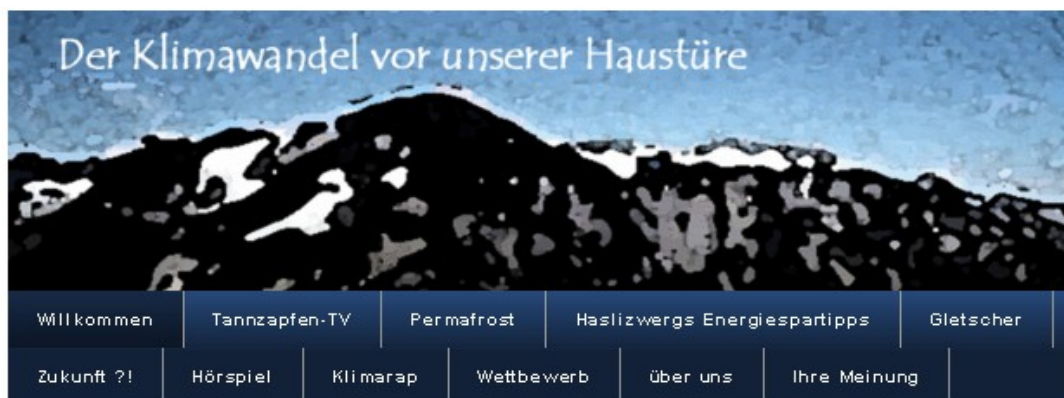 Der Klimawandel vor unserer Haustüre
Willkommen Tannzapfen-TV Permafrost Haslizwergs Energiespartipps Gletscher
Zukunft ?! Hörspiel Klimarap Wettbewerb über uns Ihre Meinung